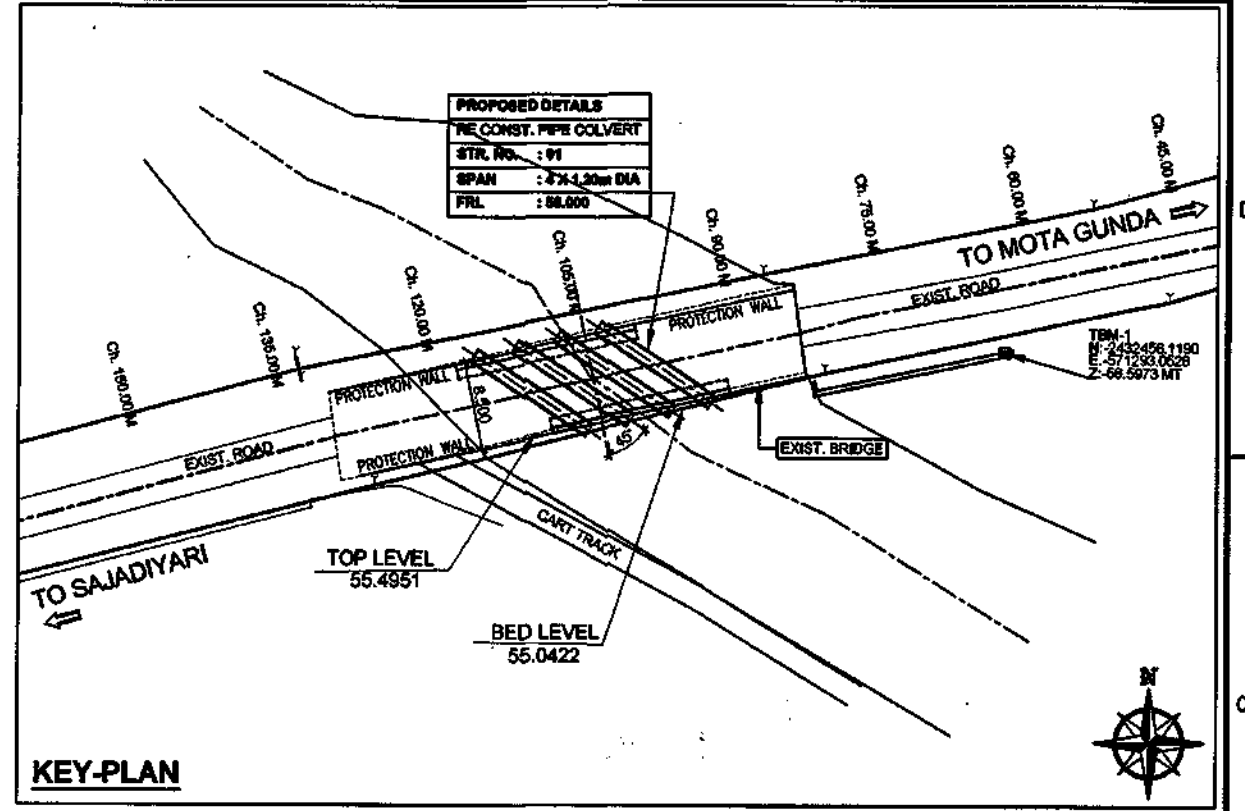 PROPOSED DETAILS
RE CONST. PIPE COLVERT
STR. NO. : 91
SPAN : 4 X 1.20mt DIA
FRL : 56.000
Ch. 45.00 M
Ch. 60.00 M
Ch. 75.00 M
Ch. 90.00 M
Ch. 105.00 M
Ch. 120.00 M
Ch. 135.00 M
Ch. 150.00 M
TO MOTA GUNDA
EXIST. ROAD
PROTECTION WALL
PROTECTION WALL
8.400
PROTECTION WALL
EXIST. ROAD
45°
TBM-1
N:-2432456.1190
E:-571293.0526
Z:-56.5973 MT
EXIST. BRIDGE
CART TRACK
TO SAJADIYARI
TOP LEVEL
55.4951
BED LEVEL
55.0422
N
KEY-PLAN
D
C